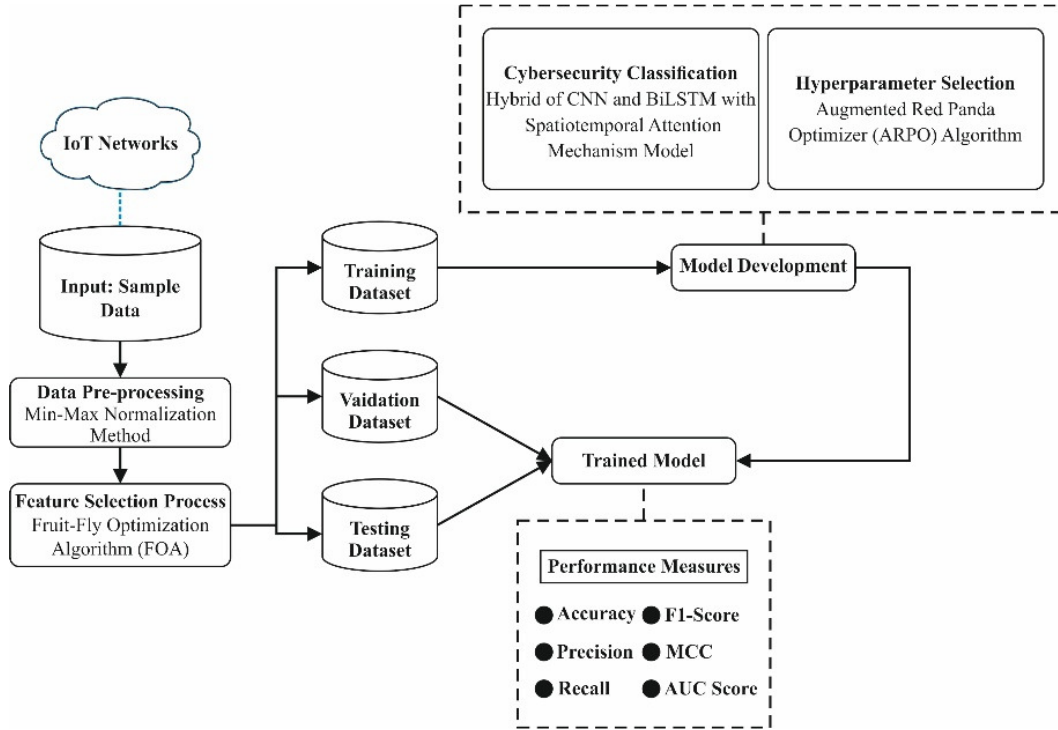 IoT Networks
Input: Sample
Data
Data Pre-processing
Min-Max Normalization
Method
Feature Selection Process
Fruit-Fly Optimization
Algorithm (FOA)
Training
Dataset
Vaidation
Dataset
Testing
Dataset
Cybersecurity Classification
Hybrid of CNN and BiLSTM with
Spatiotemporal Attention
Mechanism Model
Hyperparameter Selection
Augmented Red Panda
Optimizer (ARPO) Algorithm
Model Development
Trained Model
Performance Measures
Accuracy
F1-Score
Precision
MCC
Recall
AUC Score